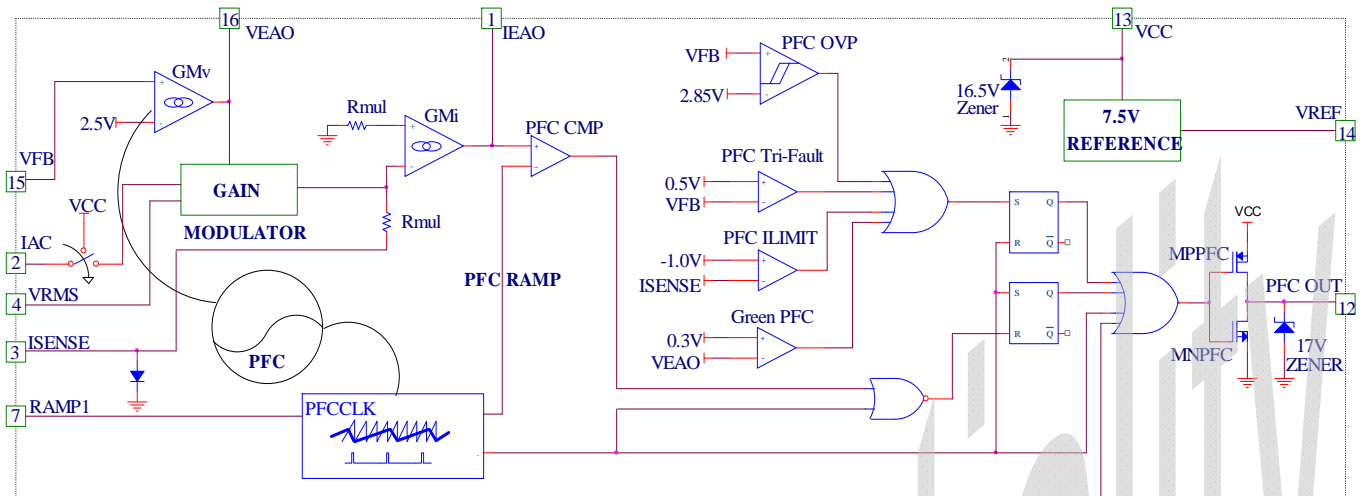 16
VEAO
1
IEAO
13
VCC
PFC OVP
VFB
2.85V
GMv
+
-
2.5V
Rmul
GMi
+
-
PFC CMP
+
-
2
16.5V
Zener
1
7.5V
REFERENCE
VREF
14
VFB
15
GAIN
MODULATOR
Rmul
PFC Tri-Fault
0.5V
VFB
+
-
VCC
IAC
2
PFC RAMP
PFC ILIMIT
-1.0V
ISENSE
+
-
S Q
R Q
VCC
MPPFC
PFC OUT
12
VRMS
4
Green PFC
0.3V
VEAO
+
-
S Q
R Q
MNPFC
17V
ZENER
ISENSE
3
PFC
RAMP1
7
PFCCLK
-